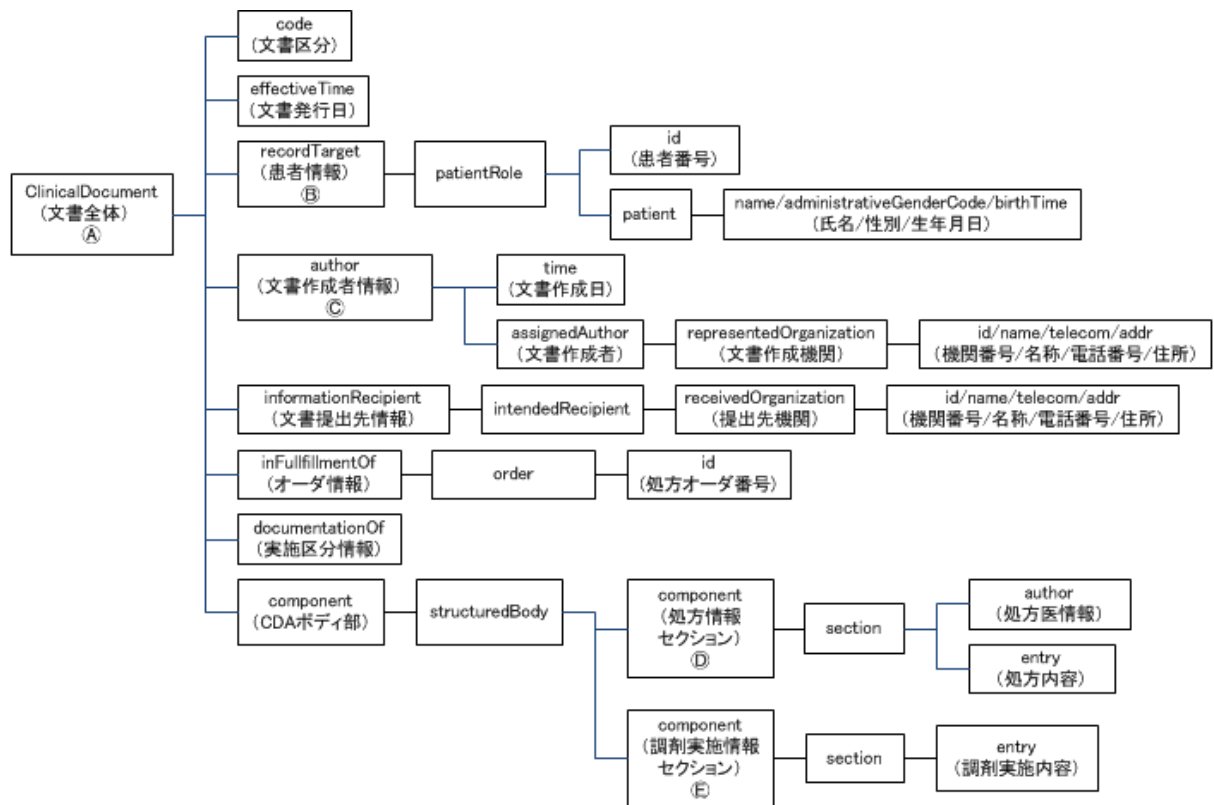 ClinicalDocument
(文書全体)
Ⓐ
code
(文書区分)
effectiveTime
(文書発行日)
recordTarget
(患者情報)
Ⓑ
patientRole
id
(患者番号)
patient
name/administrativeGenderCode/birthTime
(氏名/性別/生年月日)
author
(文書作成者情報)
Ⓒ
time
(文書作成日)
assignedAuthor
(文書作成者)
representedOrganization
(文書作成機関)
id/name/telecom/addr
(機関番号/名称/電話番号/住所)
informationRecipient
(文書提出先情報)
intendedRecipient
receivedOrganization
(提出先機関)
id/name/telecom/addr
(機関番号/名称/電話番号/住所)
inFullfillmentOf
(オーダ情報)
order
id
(処方オーダ番号)
documentationOf
(実施区分情報)
component
(CDAボディ部)
structuredBody
component
(処方情報
セクション)
Ⓓ
section
author
(処方医情報)
entry
(処方内容)
component
(調剤実施情報
セクション)
Ⓔ
section
entry
(調剤実施内容)